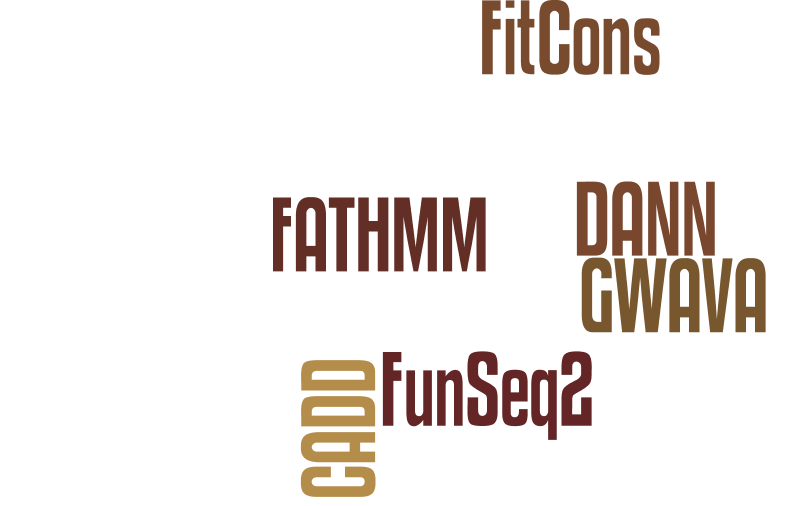 FitCons
FATHMM
DANN
GWAVA
CADD
FunSeq2